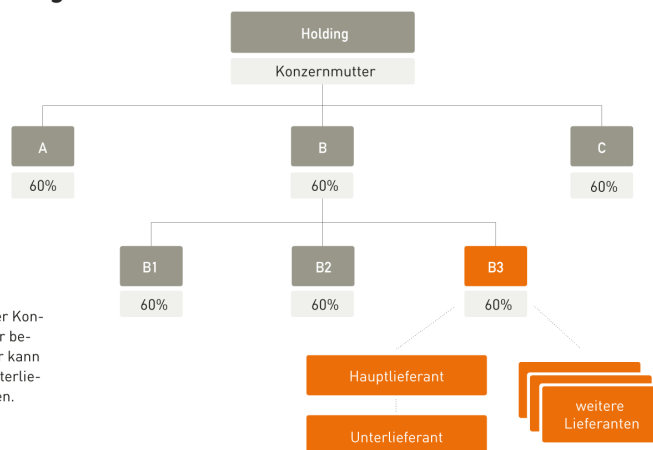 Holding
Konzernmutter
A
B
C
60%
60%
60%
B1
B2
B3
60%
60%
60%
er Kon-
r be-
r kann
terlie-
en.
Hauptlieferant
weitere
Lieferanten
Unterlieferant